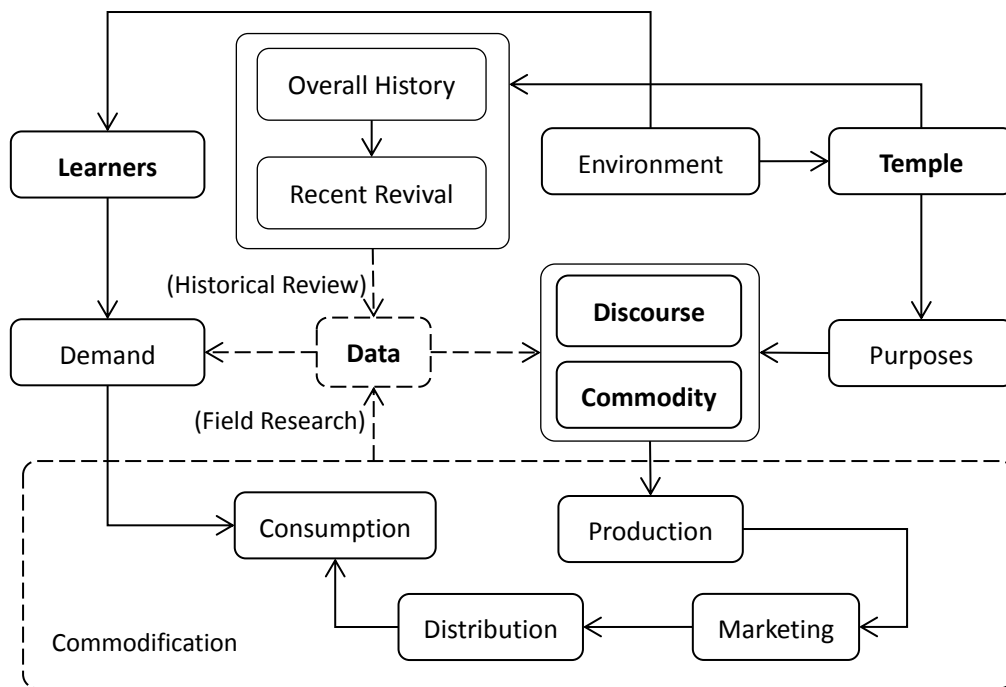 Overall History
Learners
Environment
Temple
Recent Revival
(Historical Review)
Discourse
Demand
Data
Purposes
Commodity
(Field Research)
Consumption
Production
Distribution
Marketing
Commodification